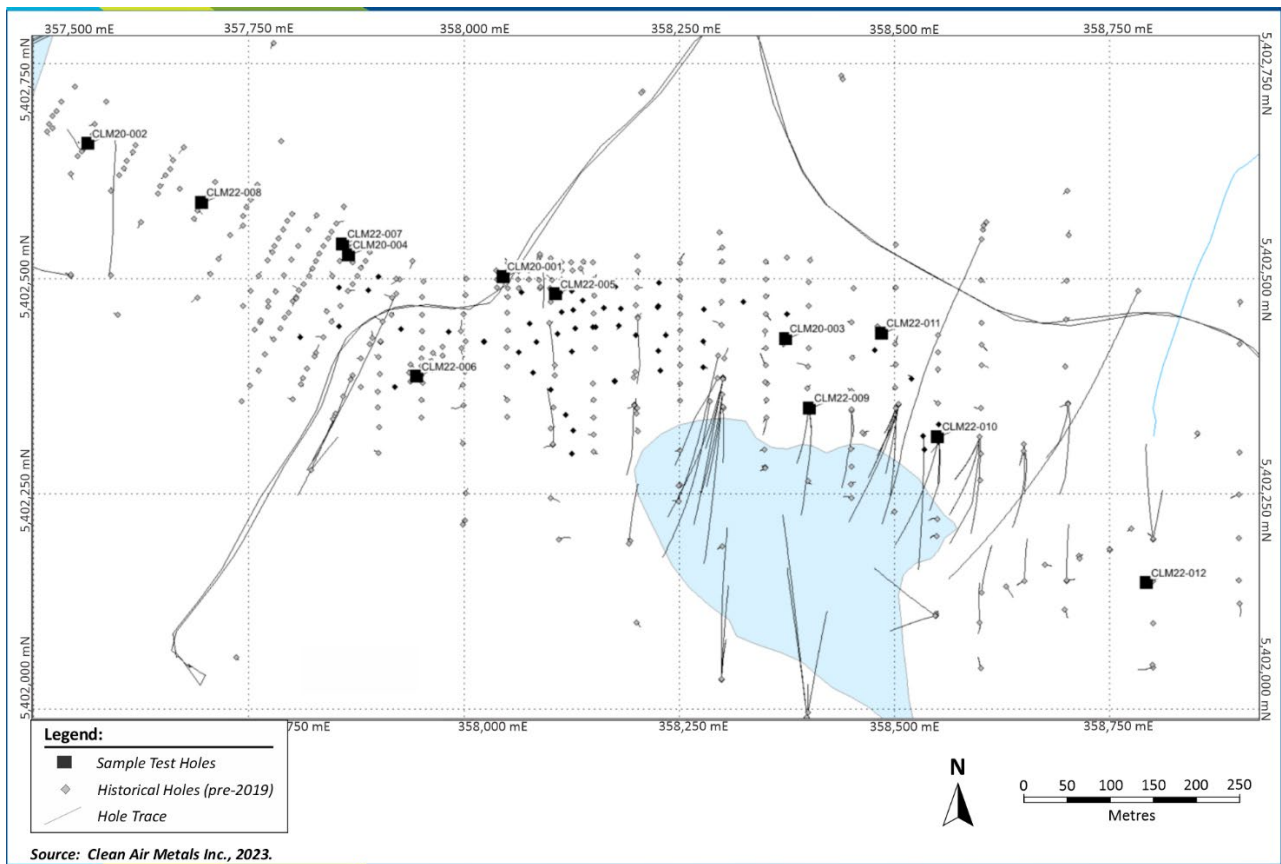 357,500 mE 357,750 mE 358,000 mE 358,250 mE 358,500 mE 358,750 mE
5,402,750 mN
5,402,750 mN
CLM20-002
CLM22-008
CLM22-007
CLM20-004
CLM20-001
CLM22-005
5,402,500 mN
5,402,500 mN
CLM20-003
CLM22-011
CLM22-006
CLM22-009
CLM22-010
5,402,250 mN
5,402,250 mN
CLM22-012
5,402,000 mN
5,402,000 mN
750 mE 358,000 mE 358,250 mE 358,500 mE 358,750 mE
Legend:
Sample Test Holes
Historical Holes (pre-2019)
Hole Trace
N
0 50 100 150 200 250
Metres
Source: Clean Air Metals Inc., 2023.